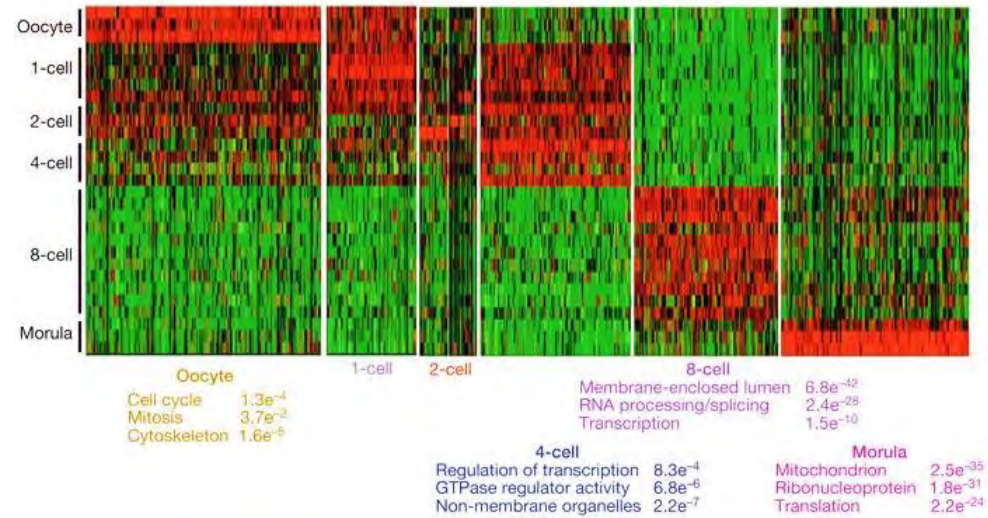 Oocyte
1-cell
2-cell
4-cell
8-cell
Morula
Oocyte
Cell cycle 1.3e⁻⁴
Mitosis 3.7e⁻²
Cytoskeleton 1.6e⁻⁵
1-cell
2-cell
8-cell
Membrane-enclosed lumen 6.8e⁻⁴²
RNA processing/splicing 2.4e⁻²⁸
Transcription 1.5e⁻¹⁰
4-cell
Regulation of transcription 8.3e⁻⁴
GTPase regulator activity 6.8e⁻⁶
Non-membrane organelles 2.2e⁻⁷
Morula
Mitochondrion 2.5e⁻³⁵
Ribonucleoprotein 1.8e⁻³¹
Translation 2.2e⁻²⁴